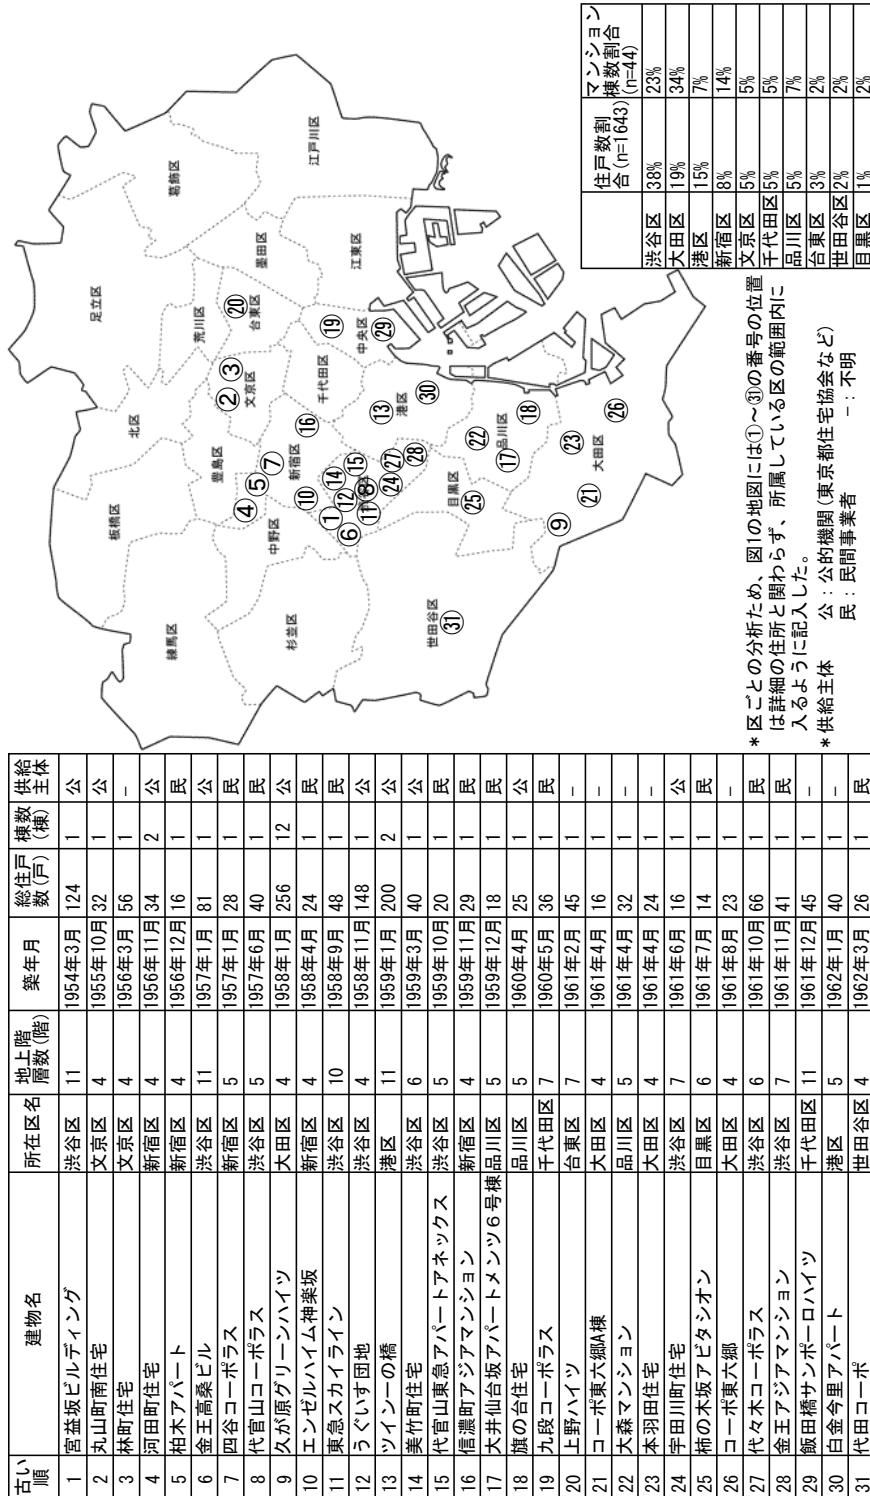 古い順 建物名 所在区名 地上階層数(階) 築年月 総住戸数(戸) 棟数(棟) 供給主体
1 宮益坂ビルディング 渋谷区 11 1954年3月 124 1 公
2 丸山町南住宅 文京区 4 1955年10月 32 1 公
3 林町住宅 文京区 4 1956年3月 56 1 −
4 河田町住宅 新宿区 4 1956年11月 34 2 公
5 柏木アパート 新宿区 4 1956年12月 16 1 民
6 金王高桑ビル 渋谷区 11 1957年1月 81 1 公
7 四谷コーポラス 新宿区 5 1957年1月 28 1 民
8 代官山コーポラス 渋谷区 5 1957年6月 40 1 民
9 久が原グリーンハイツ 大田区 4 1958年1月 256 12 公
10 エンゼルハイム神楽坂 新宿区 4 1958年4月 24 1 民
11 東急スカイライン 渋谷区 10 1958年9月 48 1 民
12 うぐいす団地 渋谷区 4 1958年11月 148 1 公
13 ツイン一の橋 港区 11 1959年1月 200 2 公
14 美竹町住宅 渋谷区 6 1959年3月 40 1 公
15 代官山東急アパートアネックス 渋谷区 5 1959年10月 20 1 民
16 信濃町アジアマンション 新宿区 4 1959年11月 29 1 民
17 大井仙台坂アパートメンツ6号棟 品川区 5 1959年12月 18 1 民
18 旗の台住宅 品川区 5 1960年4月 25 1 公
19 九段コーポラス 千代田区 7 1960年5月 36 1 民
20 上野ハイツ 台東区 7 1961年2月 45 1 −
21 コーポ東六郷A棟 大田区 4 1961年4月 16 1 −
22 大森マンション 品川区 5 1961年4月 32 1 −
23 本羽田住宅 大田区 4 1961年4月 24 1 −
24 宇田川町住宅 渋谷区 7 1961年6月 16 1 公
25 柿の木坂アビタシオン 目黒区 6 1961年7月 14 1 民
26 コーポ東六郷 大田区 4 1961年8月 23 1 −
27 代々木コーポラス 渋谷区 6 1961年10月 66 1 民
28 金王アジアマンション 渋谷区 7 1961年11月 41 1 民
29 飯田橋サンポーロハイツ 千代田区 11 1961年12月 45 1 −
30 白金今里アパート 港区 5 1962年1月 40 1 −
31 代田コーポ 世田谷区 4 1962年3月 26 1 民
足立区
葛飾区
北区
荒川区
板橋区
豊島区
⑳
台東区
墨田区
江戸川区
② ③
文京区
練馬区
中野区
④ ⑤ ⑦
新宿区
⑯
千代田区
⑲
中央区
㉙
江東区
杉並区
⑩
① ⑥ ⑪ ⑫ ⑧ ⑭ ⑮
㉔ ㉗ ㉘
⑬
港区
㉚
世田谷区
㉛
目黒区
㉕
㉒
⑰
品川区
⑱
⑨
㉑
㉓
大田区
㉖
*区ごとの分析ため、図1の地図には①~㉛の番号の位置
は詳細の住所と関わらず、所属している区の範囲内に
入るように記入した。
*供給主体 公:公的機関(東京都住宅協会など)
民:民間事業者 −:不明
住戸数割合(n=1643) マンション棟数割合(n=44)
渋谷区 38% 23%
大田区 19% 34%
港区 15% 7%
新宿区 8% 14%
文京区 5% 5%
千代田区 5% 5%
品川区 5% 7%
台東区 3% 2%
世田谷区 2% 2%
目黒区 1% 2%